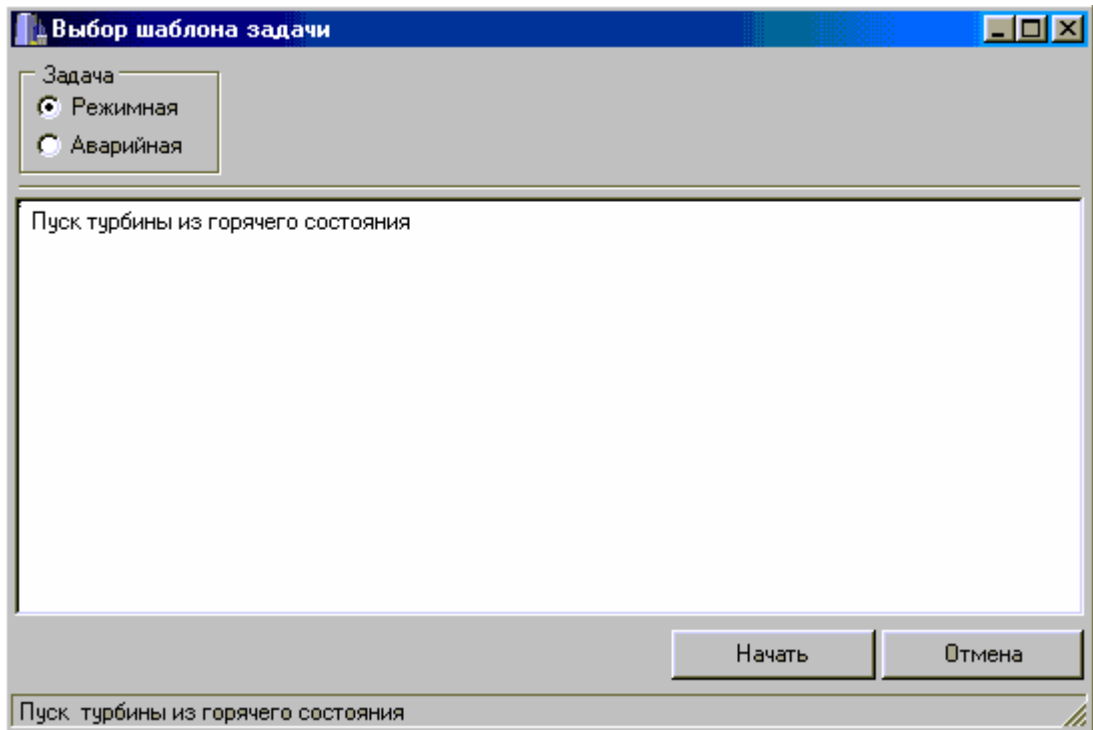 Выбор шаблона задачи
Задача
Режимная
Аварийная
Пуск турбины из горячего состояния
Начать
Отмена
Пуск турбины из горячего состояния